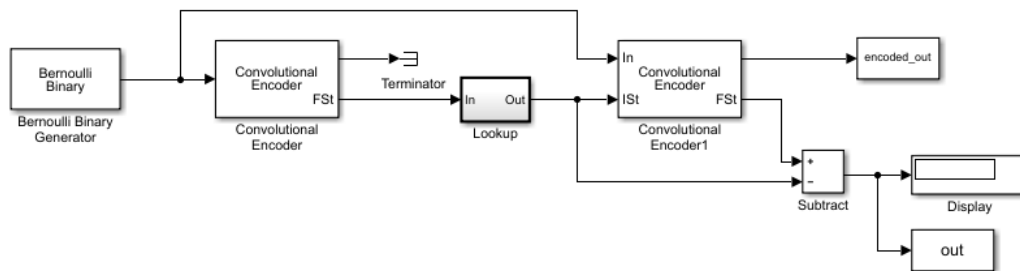 Bernoulli
Binary
Bernoulli Binary
Generator
Convolutional
Encoder
FSt
Convolutional
Encoder
Terminator
In
Out
Lookup
In
Convolutional
Encoder
ISt
FSt
Convolutional
Encoder1
encoded_out
+
−
Subtract
Display
out